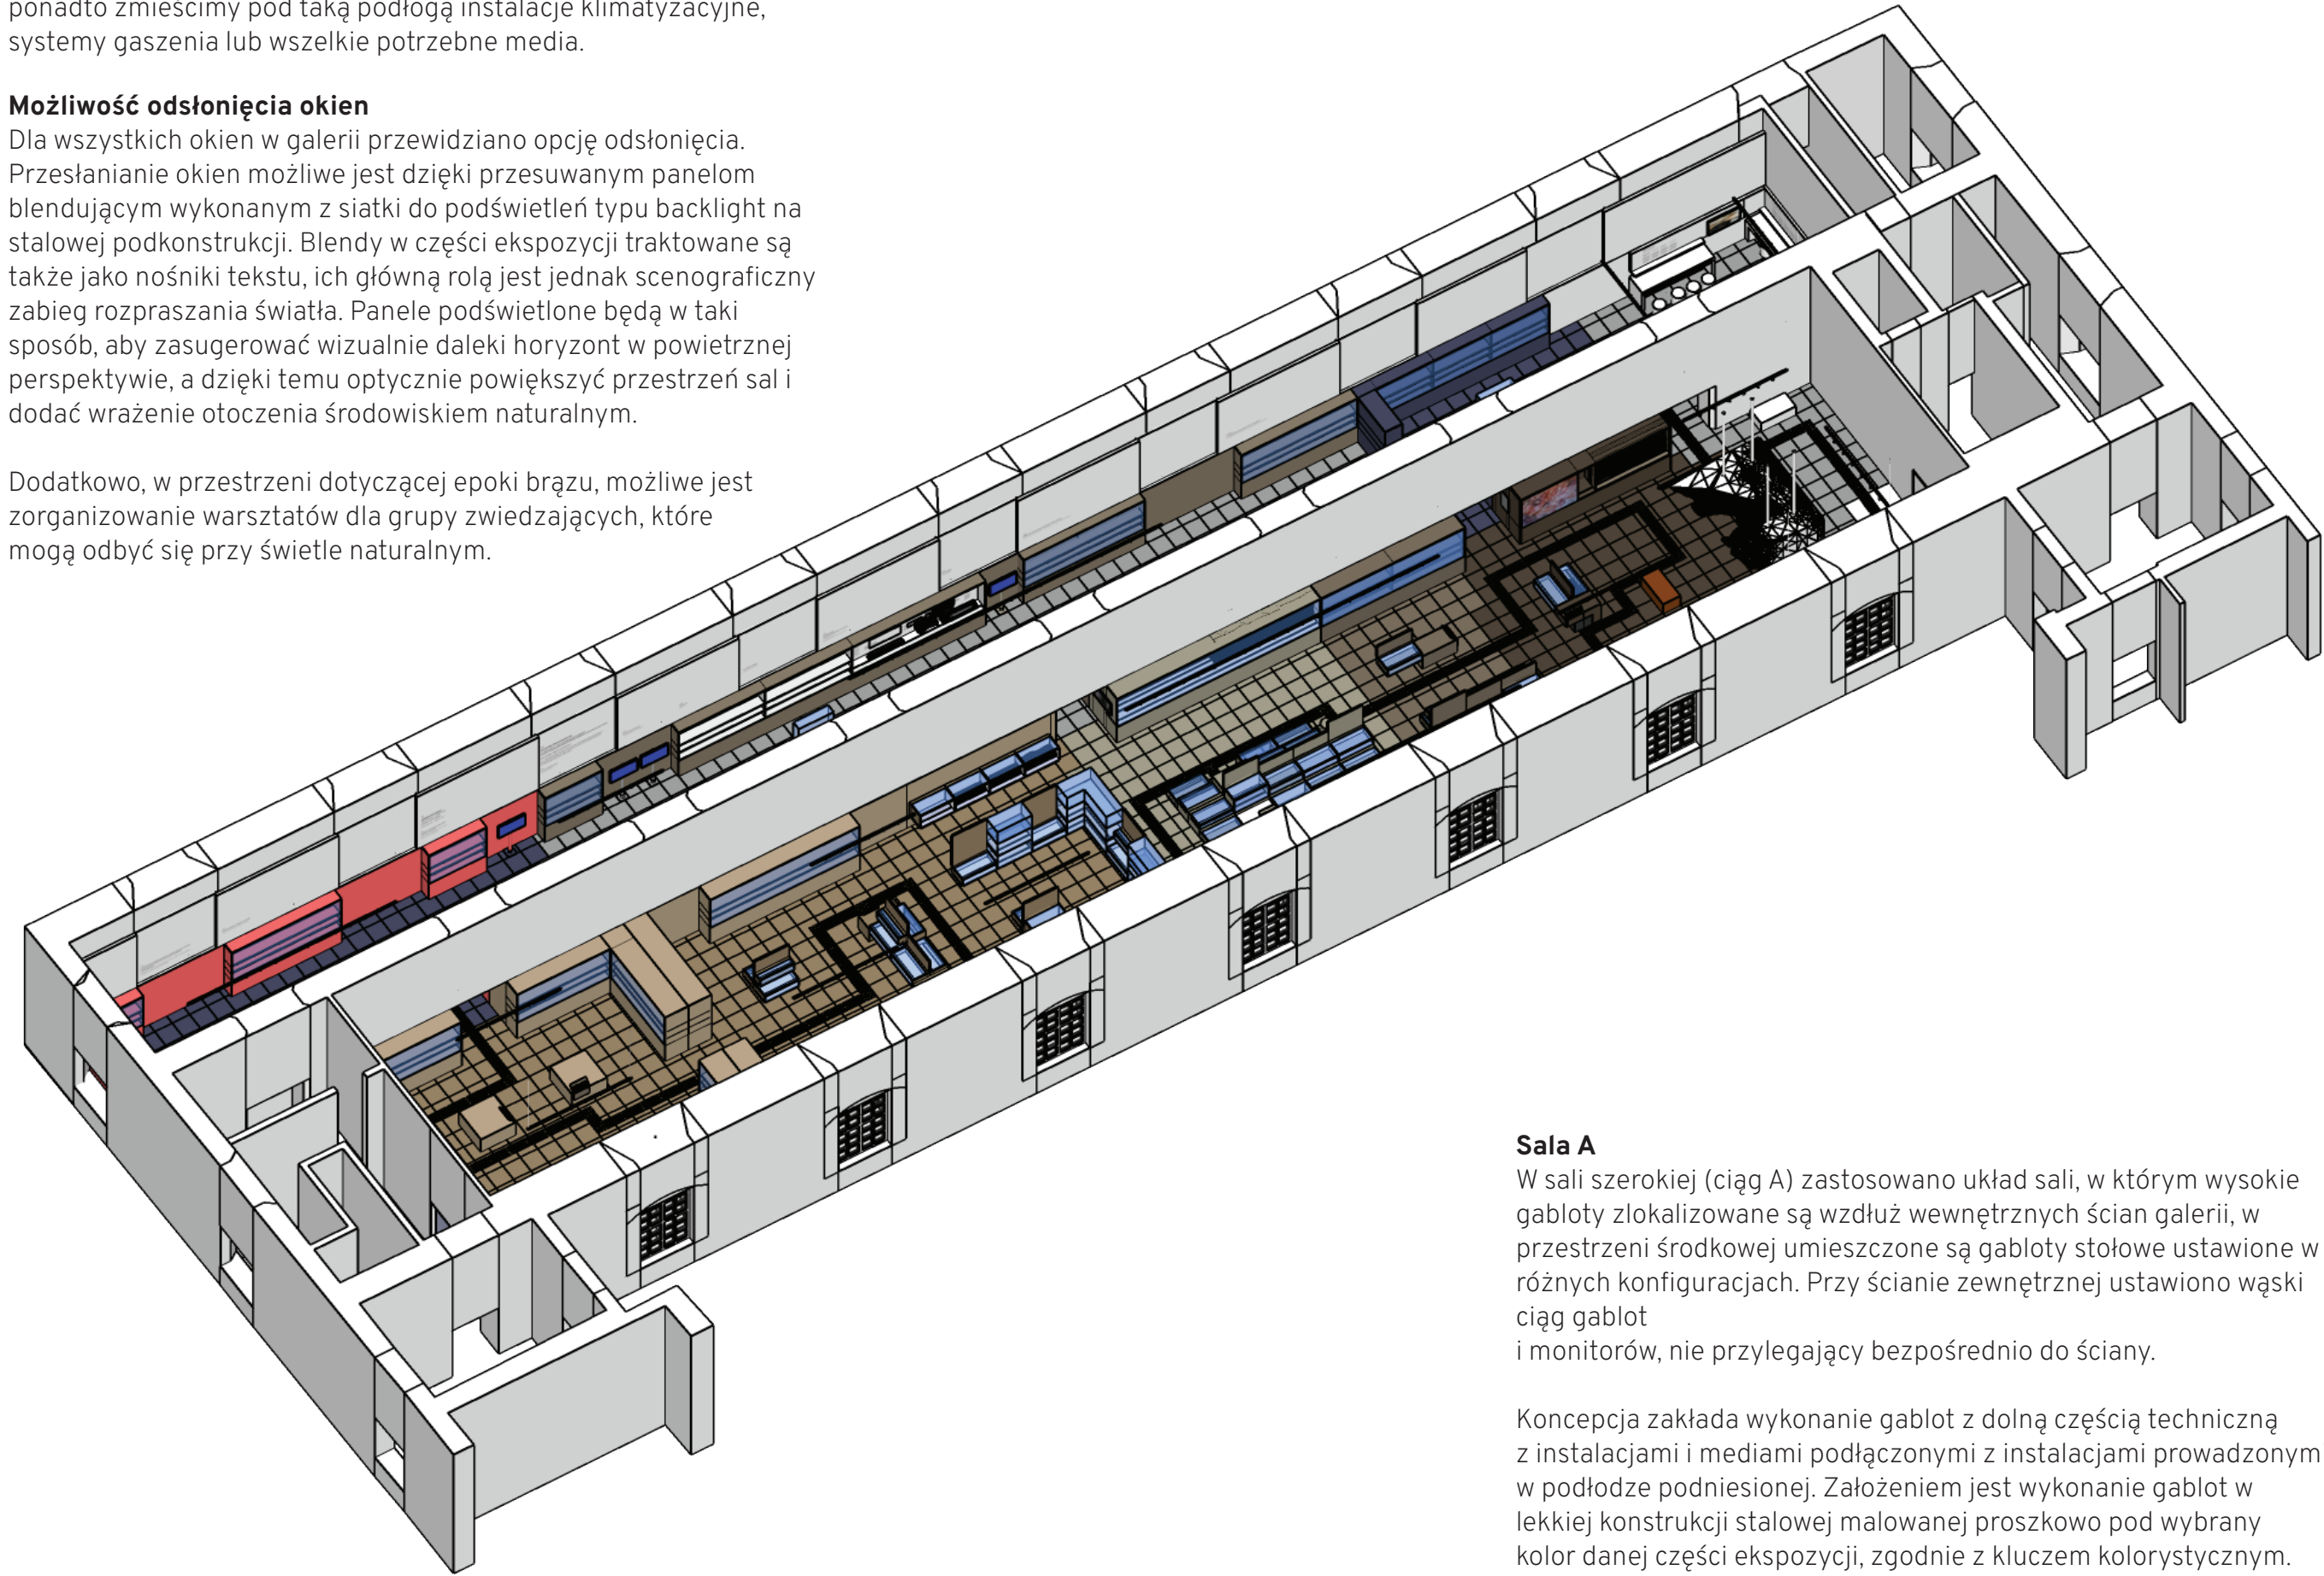 ponadto zmieścimy pod taką podłogą instalacje klimatyzacyjne,
systemy gaszenia lub wszelkie potrzebne media.
Możliwość odsłonięcia okien
Dla wszystkich okien w galerii przewidziano opcję odsłonięcia.
Przesłanianie okien możliwe jest dzięki przesuwanym panelom
blendującym wykonanym z siatki do podświetleń typu backlight na
stalowej podkonstrukcji. Blendy w części ekspozycji traktowane są
także jako nośniki tekstu, ich główną rolą jest jednak scenograficzny
zabieg rozpraszania światła. Panele podświetlone będą w taki
sposób, aby zasugerować wizualnie daleki horyzont w powietrznej
perspektywie, a dzięki temu optycznie powiększyć przestrzeń sal i
dodać wrażenie otoczenia środowiskiem naturalnym.
Dodatkowo, w przestrzeni dotyczącej epoki brązu, możliwe jest
zorganizowanie warsztatów dla grupy zwiedzających, które
mogą odbyć się przy świetle naturalnym.
Sala A
W sali szerokiej (ciąg A) zastosowano układ sali, w którym wysokie
gabloty zlokalizowane są wzdłuż wewnętrznych ścian galerii, w
przestrzeni środkowej umieszczone są gabloty stołowe ustawione w
różnych konfiguracjach. Przy ścianie zewnętrznej ustawiono wąski
ciąg gablot
i monitorów, nie przylegający bezpośrednio do ściany.
Koncepcja zakłada wykonanie gablot z dolną częścią techniczną
z instalacjami i mediami podłączonymi z instalacjami prowadzonym
w podłodze podniesionej. Założeniem jest wykonanie gablot w
lekkiej konstrukcji stalowej malowanej proszkowo pod wybrany
kolor danej części ekspozycji, zgodnie z kluczem kolorystycznym.